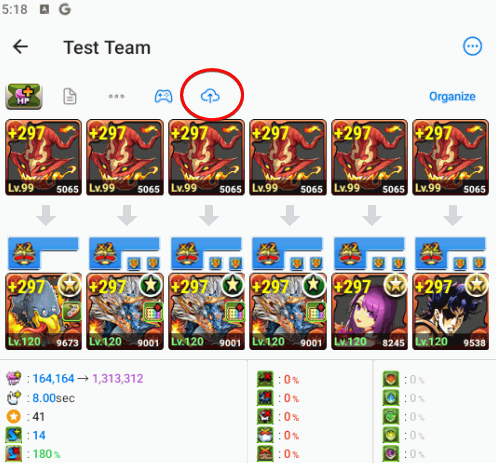 5:18 A G
Test Team
HP Organize
+297 +297 +297 +297 +297 +297
Lv.99 5065 Lv.99 5065 Lv.99 5065 Lv.99 5065 Lv.99 5065 Lv.99 5065
+297 +297 +297 +297 +297 +297
Lv.120 9673 Lv.120 9001 Lv.120 9001 Lv.120 9001 Lv.120 8245 Lv.120 9538
: 164,164 → 1,313,312 : 0% : 0%
: 8.00sec : 0% : 0%
: 41 : 0% : 0%
: 14 : 0% : 0%
: 180% : 0% : 0%